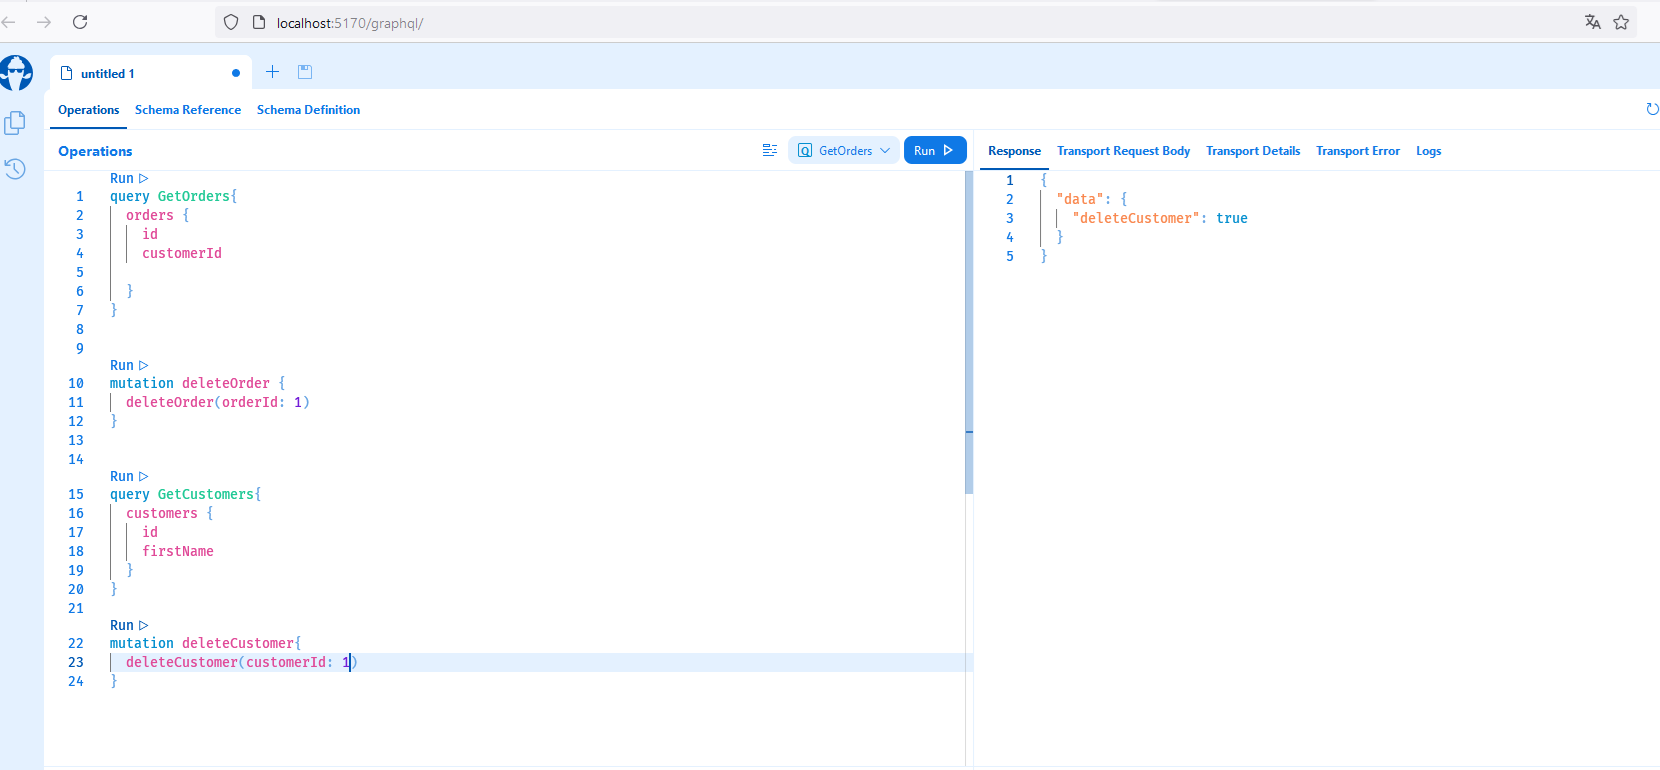 localhost:5170/graphql/
untitled 1
Operations Schema Reference Schema Definition
Operations
GetOrders
Run
Run
1 query GetOrders{
2 orders {
3 id
4 customerId
5
6 }
7 }
8
9
Run
10 mutation deleteOrder {
11 deleteOrder(orderId: 1)
12 }
13
14
Run
15 query GetCustomers{
16 customers {
17 id
18 firstName
19 }
20 }
21
Run
22 mutation deleteCustomer{
23 deleteCustomer(customerId: 1)
24 }
Response Transport Request Body Transport Details Transport Error Logs
1 {
2 "data": {
3 "deleteCustomer": true
4 }
5 }